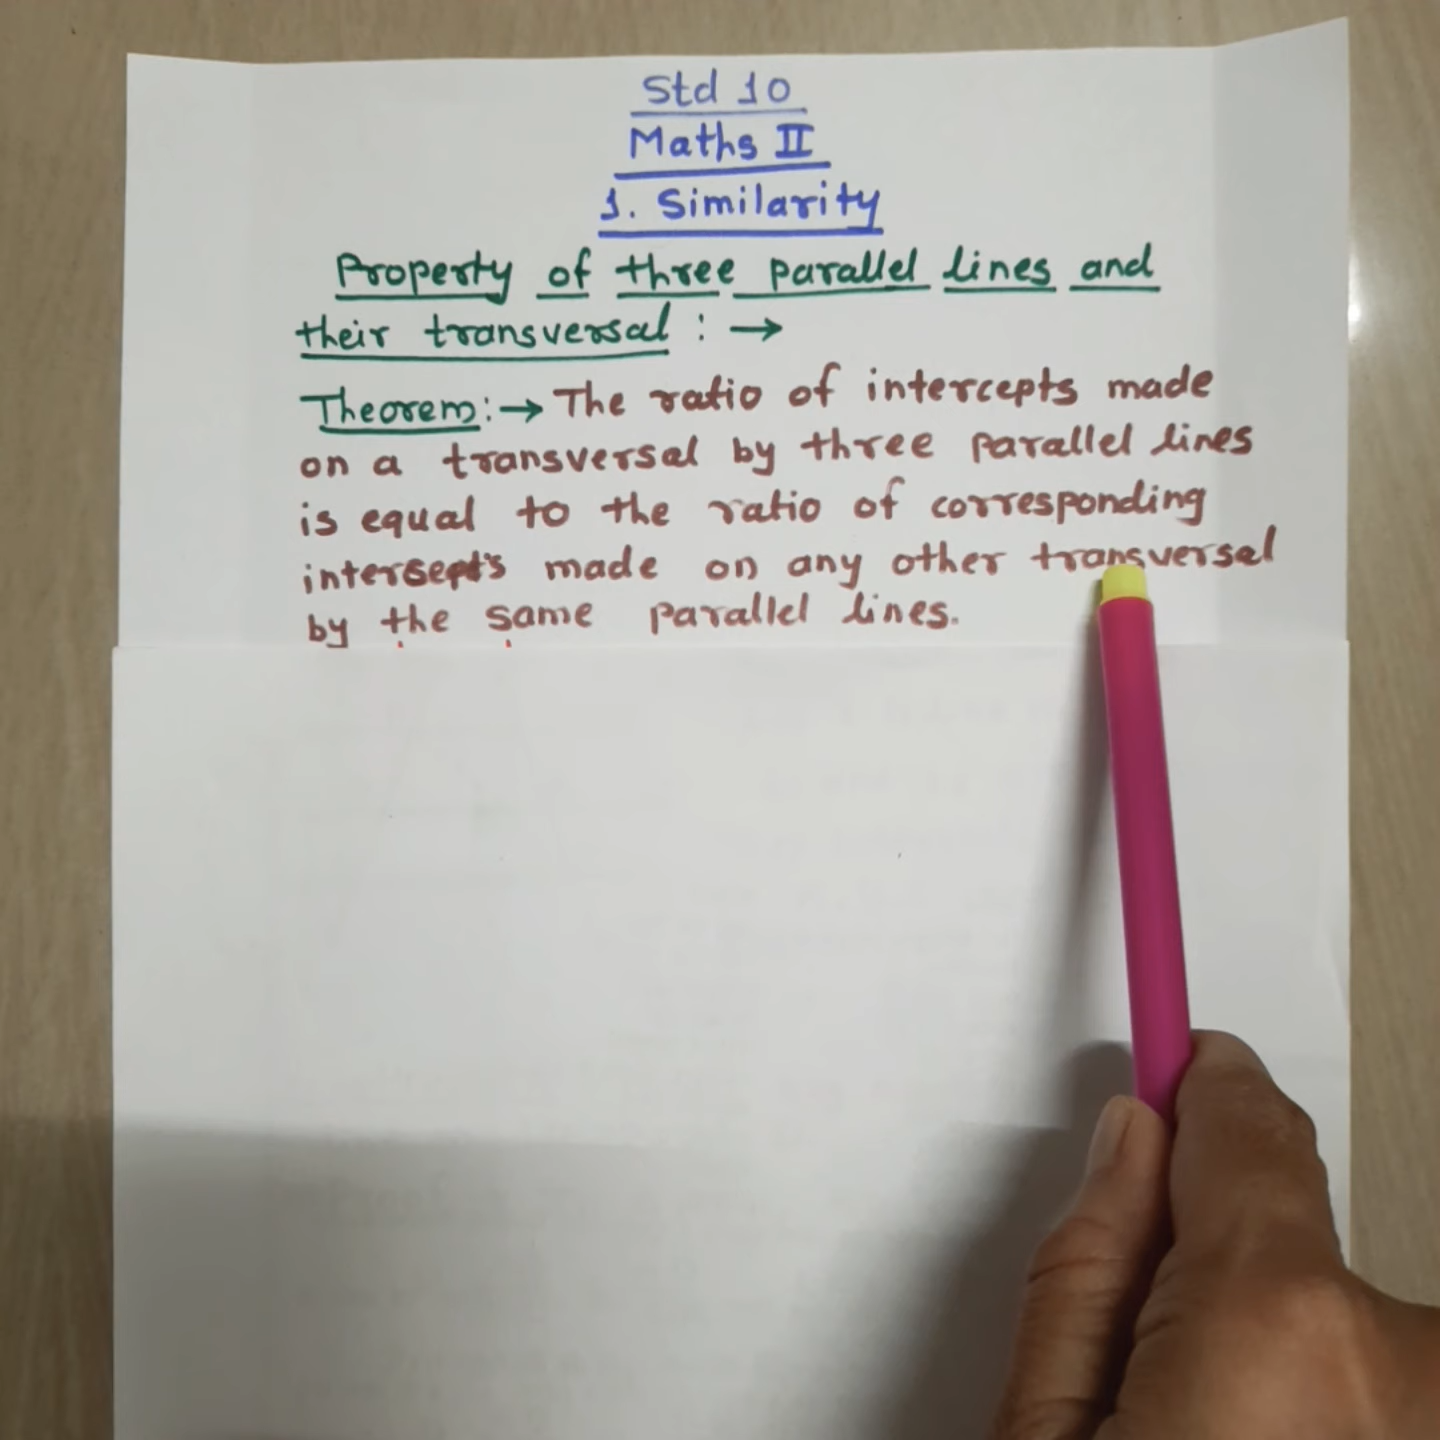 Std 10
Maths II
1. Similarity
Property of three parallel lines and
their transversal : →
Theorem :→ The ratio of intercepts made
on a transversal by three parallel lines
is equal to the ratio of corresponding
intersepts made on any other transversal
by the same parallel lines.